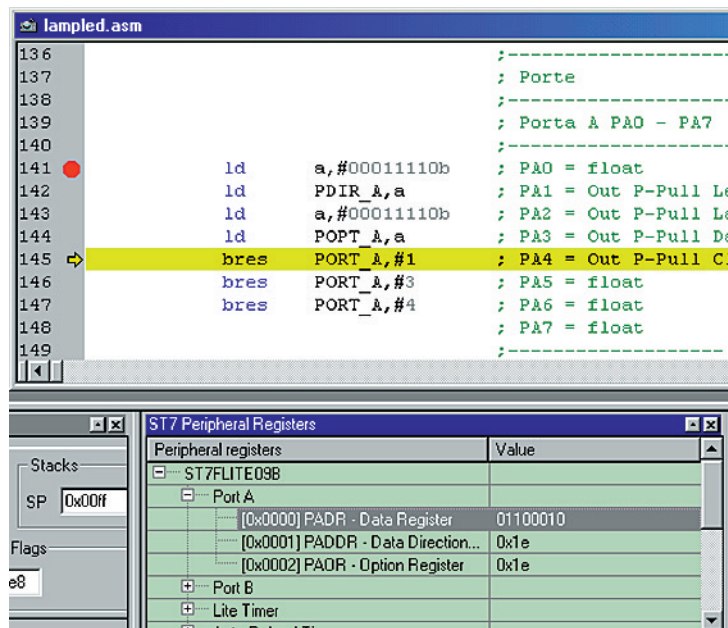 lampled.asm
136 ;-----------------------
137 ; Porte
138 ;-----------------------
139 ; Porta A PA0 - PA7
140 ;-----------------------
141 ld a,#00011110b ; PA0 = float
142 ld PDIR_A,a ; PA1 = Out P-Pull Le
143 ld a,#00011110b ; PA2 = Out P-Pull La
144 ld POPT_A,a ; PA3 = Out P-Pull Da
145 bres PORT_A,#1 ; PA4 = Out P-Pull C
146 bres PORT_A,#3 ; PA5 = float
147 bres PORT_A,#4 ; PA6 = float
148 ; PA7 = float
149 ;-----------------------
ST7 Peripheral Registers
Peripheral registers Value
Stacks
SP 0x00ff
Flags
e8
ST7FLITE09B
Port A
[0x0000] PADR - Data Register 01100010
[0x0001] PADDR - Data Direction... 0x1e
[0x0002] PAOR - Option Register 0x1e
Port B
Lite Timer